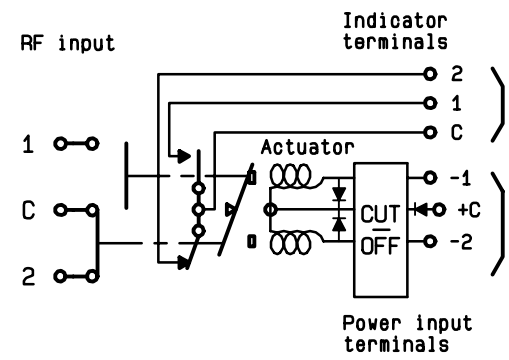 Indicator
terminals
RF input
2
1
C
1
Actuator
-1
C
CUT
+C
OFF
-2
2
Power input
terminals